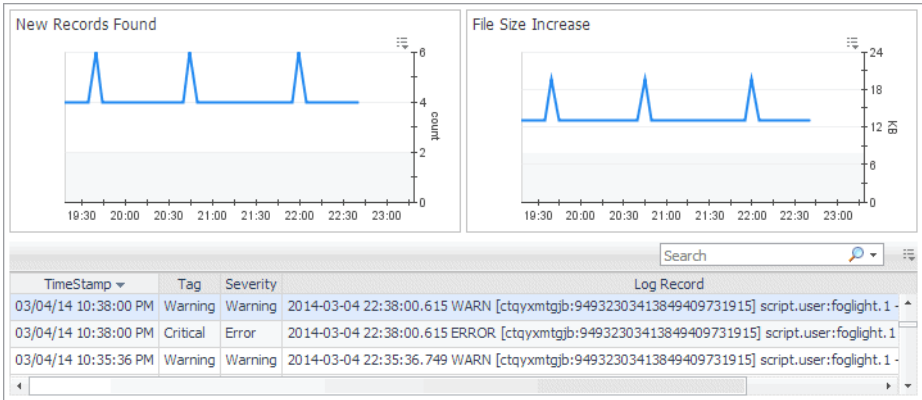 New Records Found
6
4
2
0
count
19:30 20:00 20:30 21:00 21:30 22:00 22:30 23:00
File Size Increase
24
18
12
6
0
KB
19:30 20:00 20:30 21:00 21:30 22:00 22:30 23:00
Search
TimeStamp Tag Severity Log Record
03/04/14 10:38:00 PM Warning Warning 2014-03-04 22:38:00.615 WARN [ctqyxmtgjb:94932303413849409731915] script.user:foglight.1 -
03/04/14 10:38:00 PM Critical Error 2014-03-04 22:38:00.615 ERROR [ctqyxmtgjb:94932303413849409731915] script.user:foglight.1
03/04/14 10:35:36 PM Warning Warning 2014-03-04 22:35:36.749 WARN [ctqyxmtgjb:94932303413849409731915] script.user:foglight.1 -